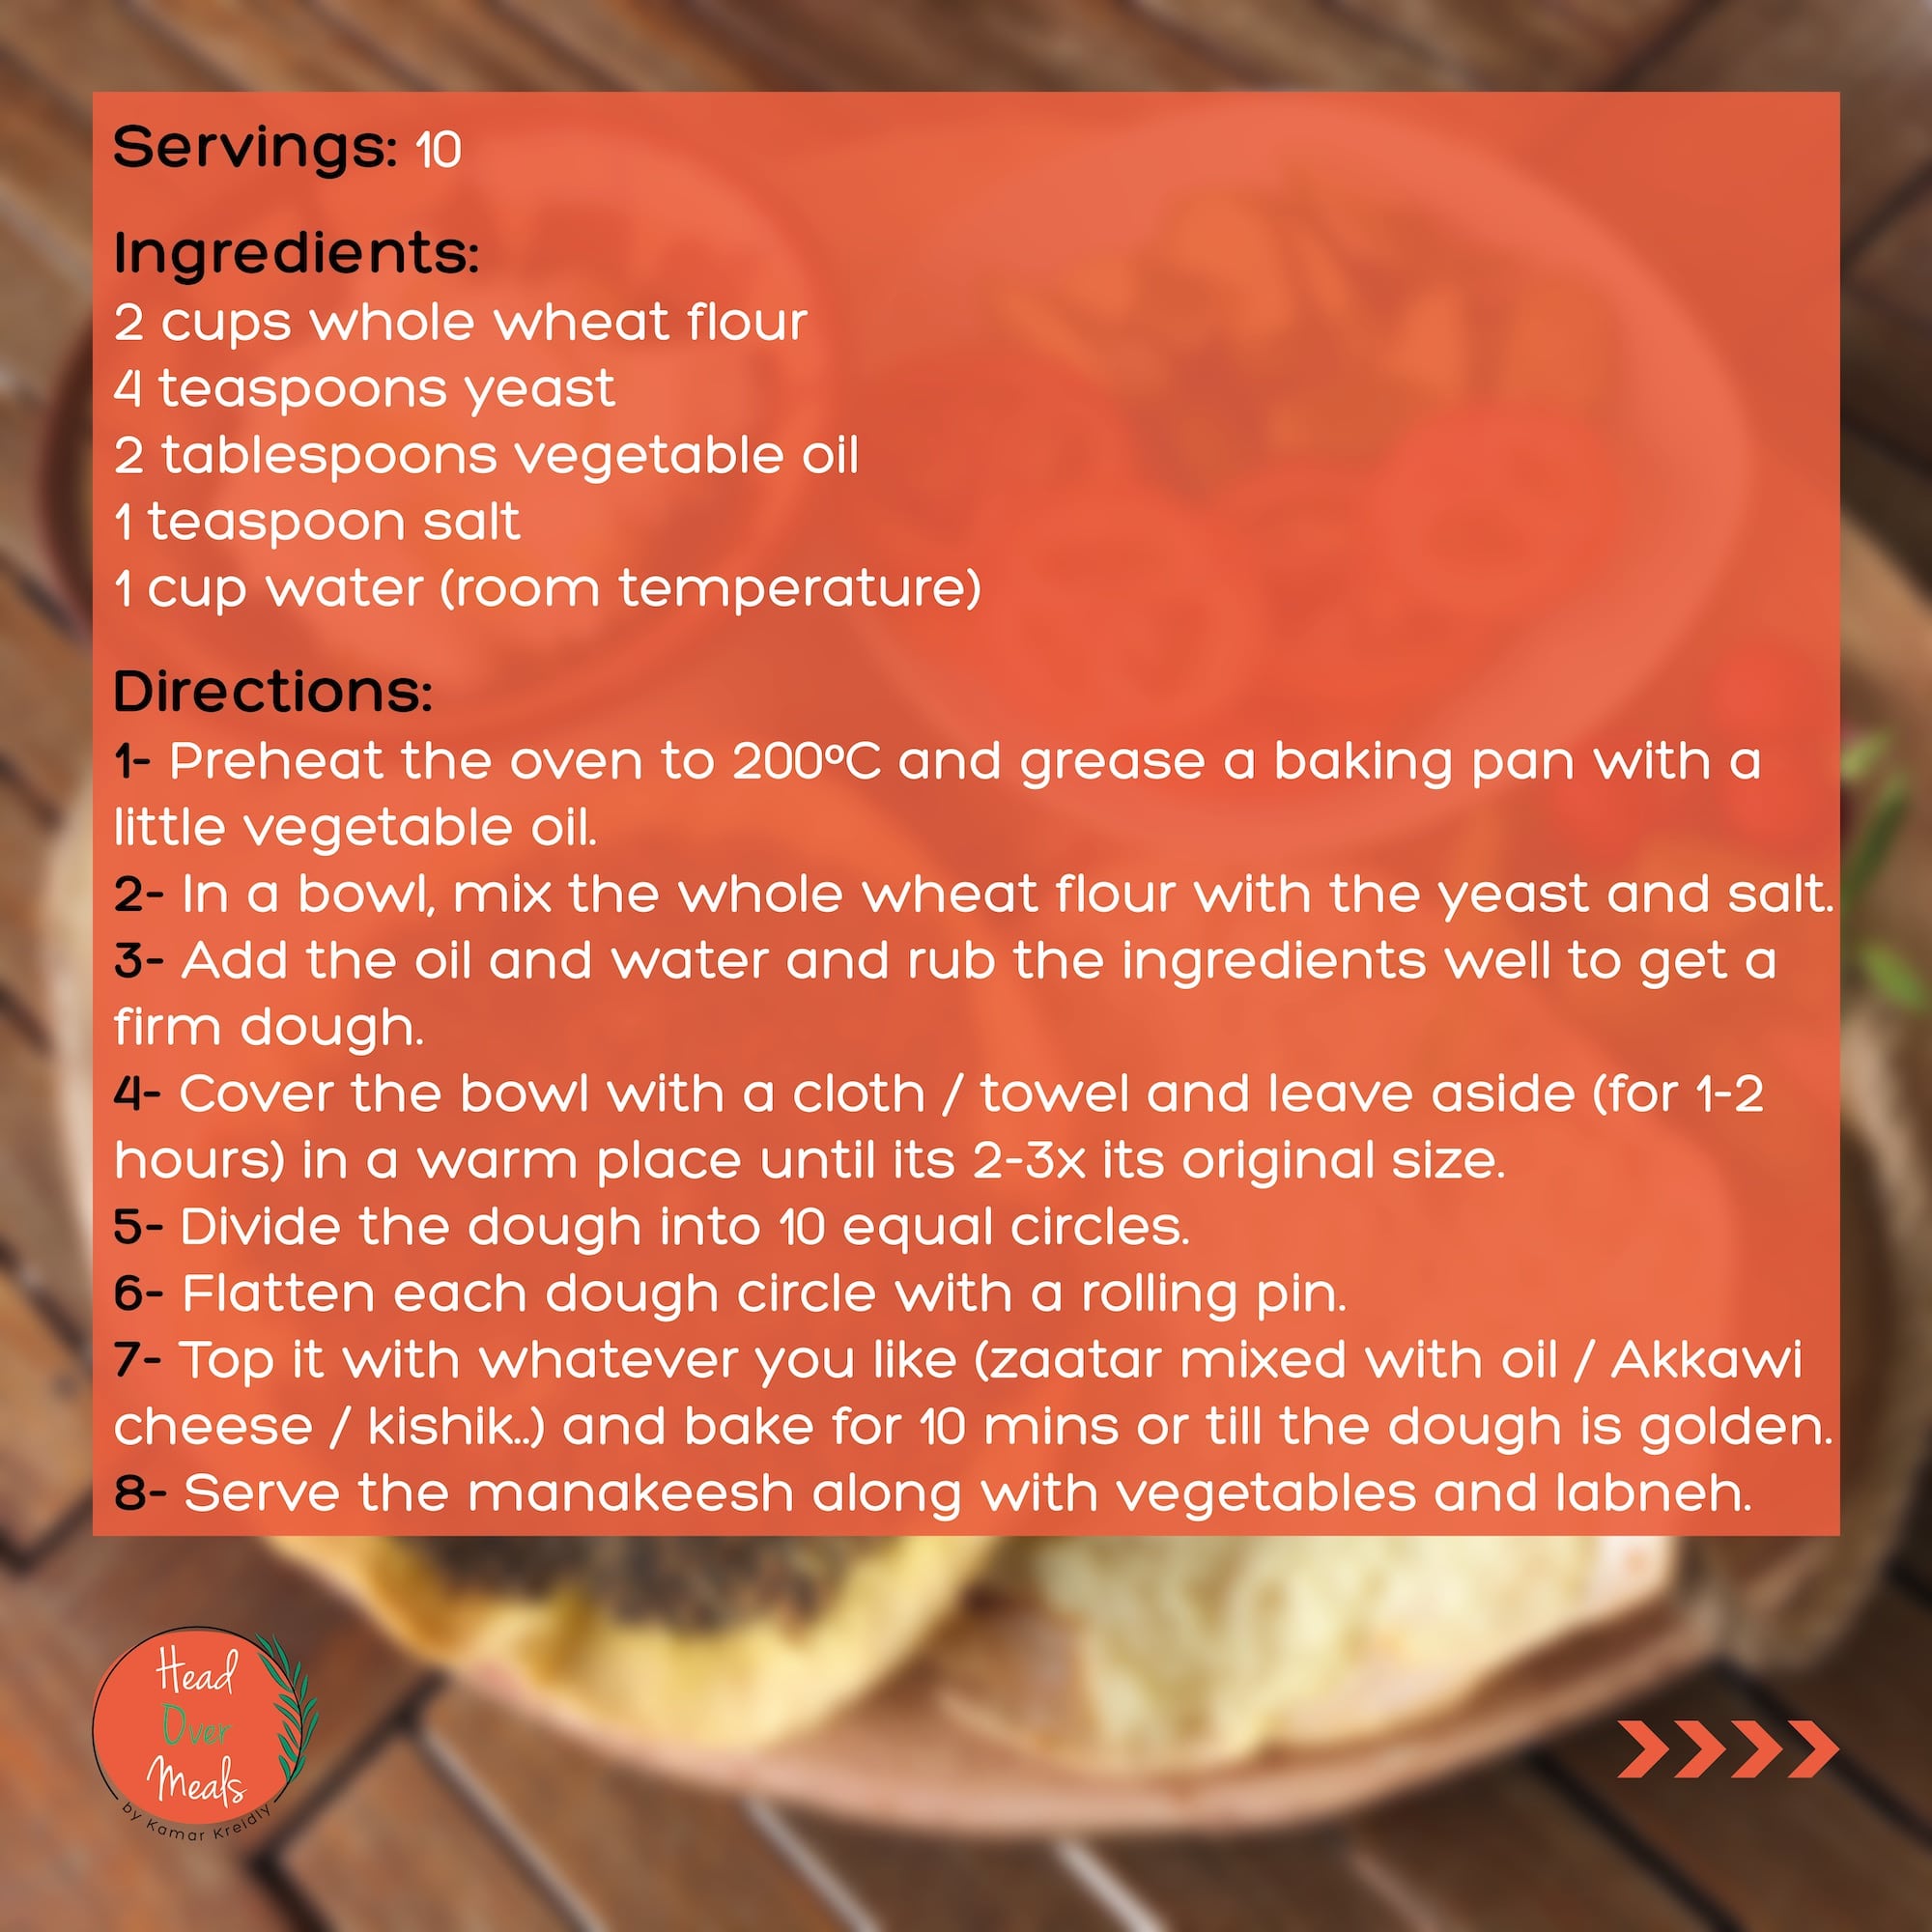 Servings: 10
Ingredients:
2 cups whole wheat flour
4 teaspoons yeast
2 tablespoons vegetable oil
1 teaspoon salt
1 cup water (room temperature)
Directions:
1- Preheat the oven to 200ºC and grease a baking pan with a
little vegetable oil.
2- In a bowl, mix the whole wheat flour with the yeast and salt.
3- Add the oil and water and rub the ingredients well to get a
firm dough.
4- Cover the bowl with a cloth / towel and leave aside (for 1-2
hours) in a warm place until its 2-3x its original size.
5- Divide the dough into 10 equal circles.
6- Flatten each dough circle with a rolling pin.
7- Top it with whatever you like (zaatar mixed with oil / Akkawi
cheese / kishik..) and bake for 10 mins or till the dough is golden.
8- Serve the manakeesh along with vegetables and labneh.
Head
Over
Meals
by Kamar Kreidly